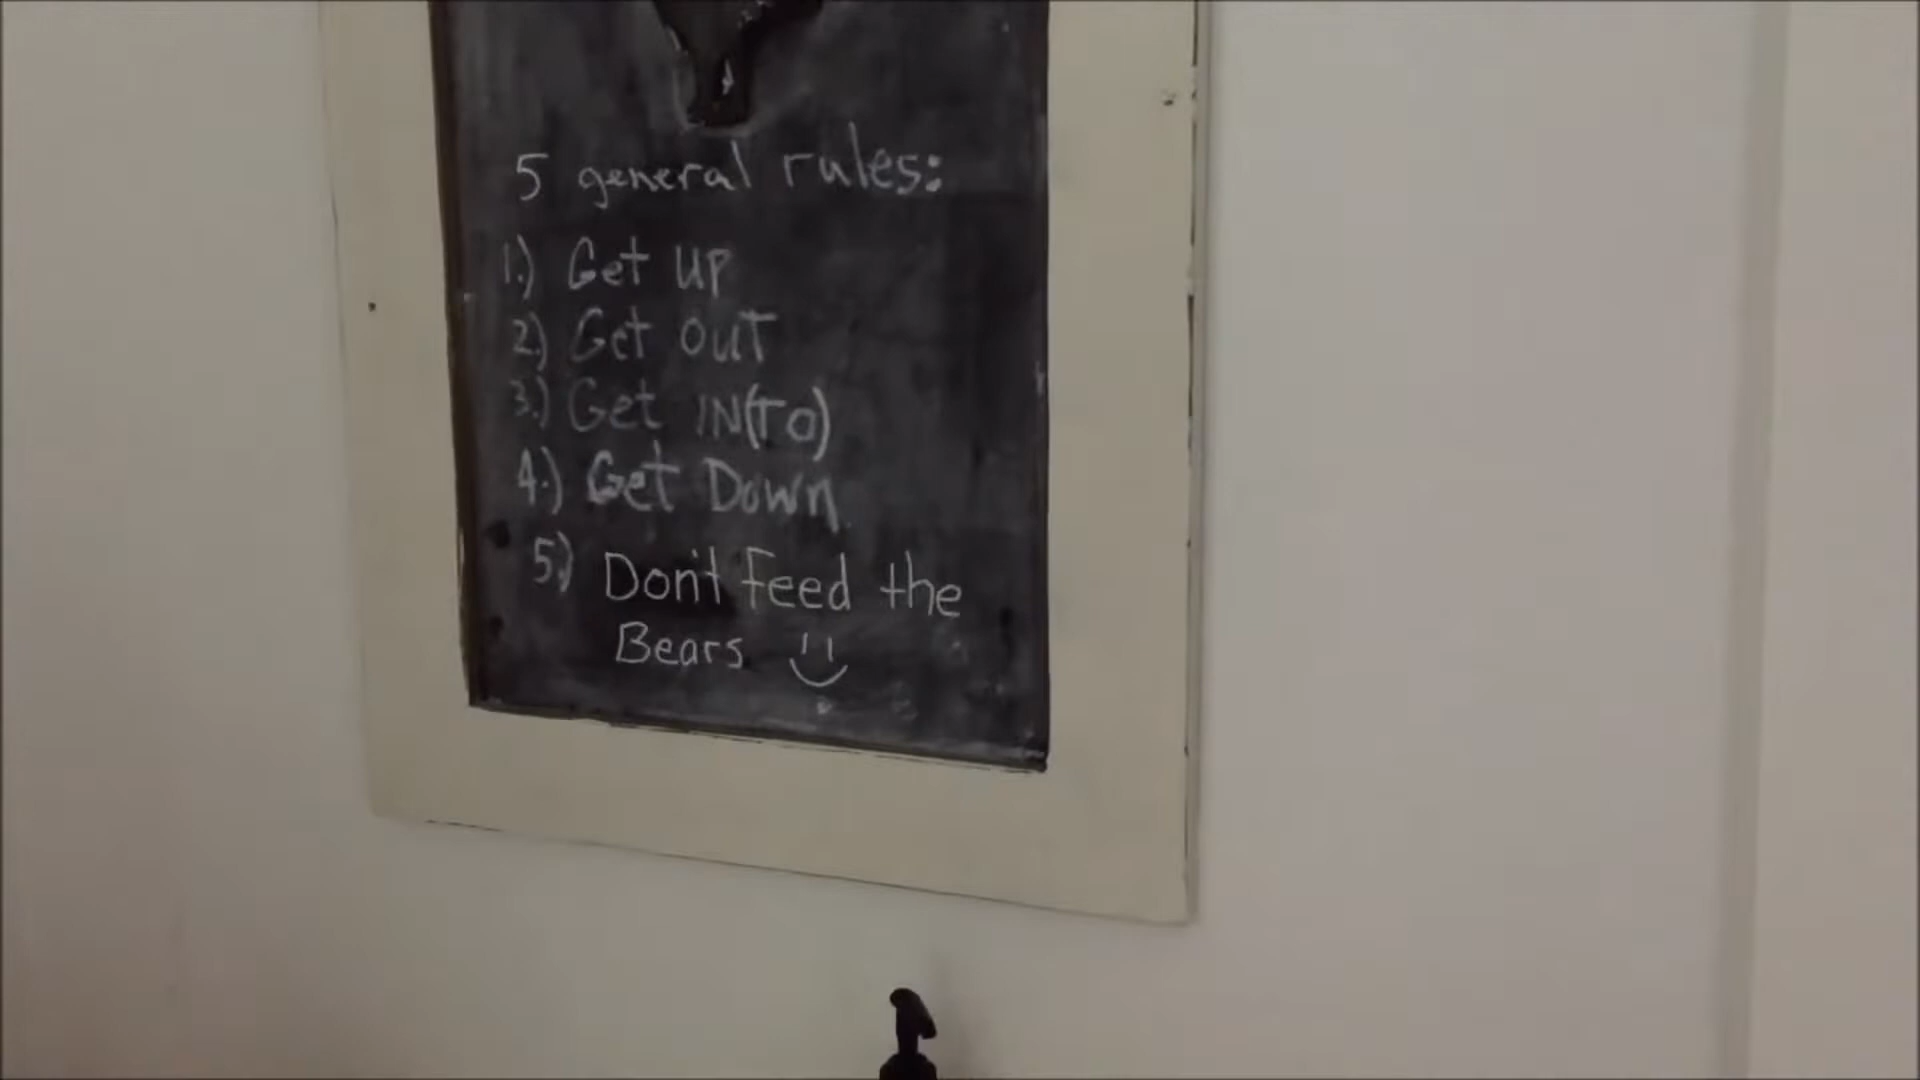 5 general rules:
1.) Get UP
2.) Get OUT
3.) Get IN(TO)
4.) Get Down
5.) Don't Feed the
Bears